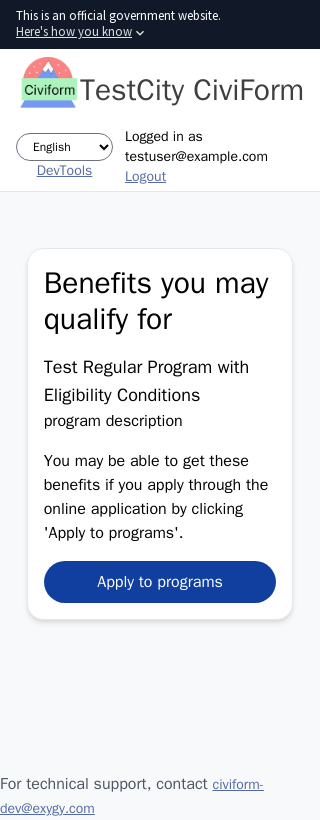 This is an official government website.
Here's how you know
Civiform
TestCity CiviForm
English
DevTools
Logged in as
testuser@example.com
Logout
Benefits you may
qualify for
Test Regular Program with
Eligibility Conditions
program description
You may be able to get these
benefits if you apply through the
online application by clicking
'Apply to programs'.
Apply to programs
For technical support, contact civiform-
dev@exygy.com